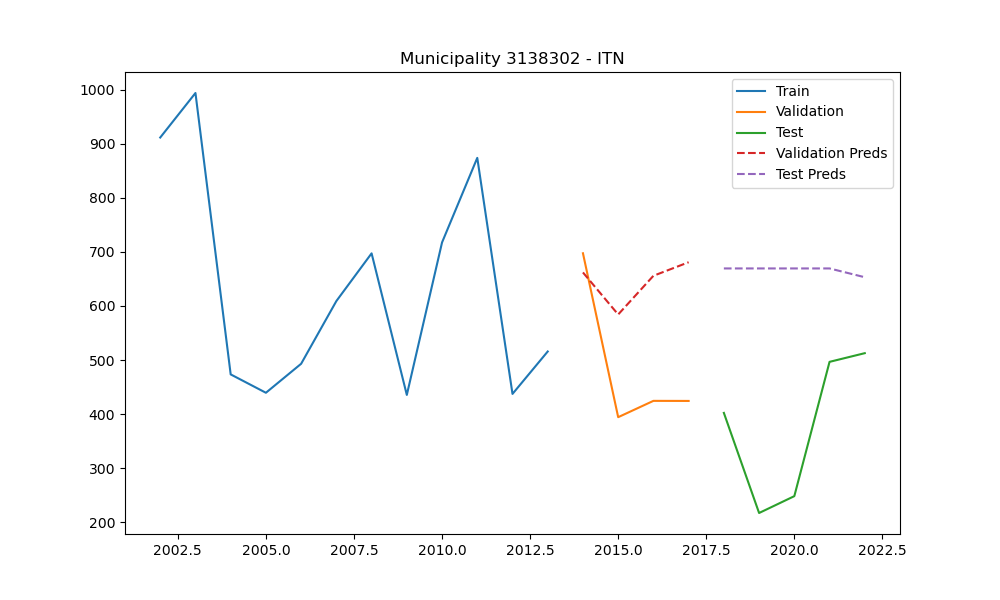 Municipality 3138302 - ITN
1000
900
800
700
600
500
400
300
200
2002.5 2005.0 2007.5 2010.0 2012.5 2015.0 2017.5 2020.0 2022.5
Train
Validation
Test
Validation Preds
Test Preds